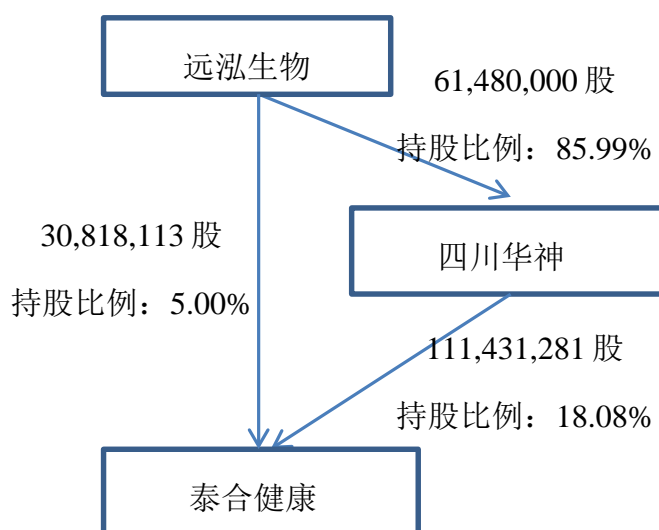 远泓生物
61,480,000 股
持股比例：85.99%
30,818,113 股
持股比例：5.00%
四川华神
111,431,281 股
持股比例：18.08%
泰合健康